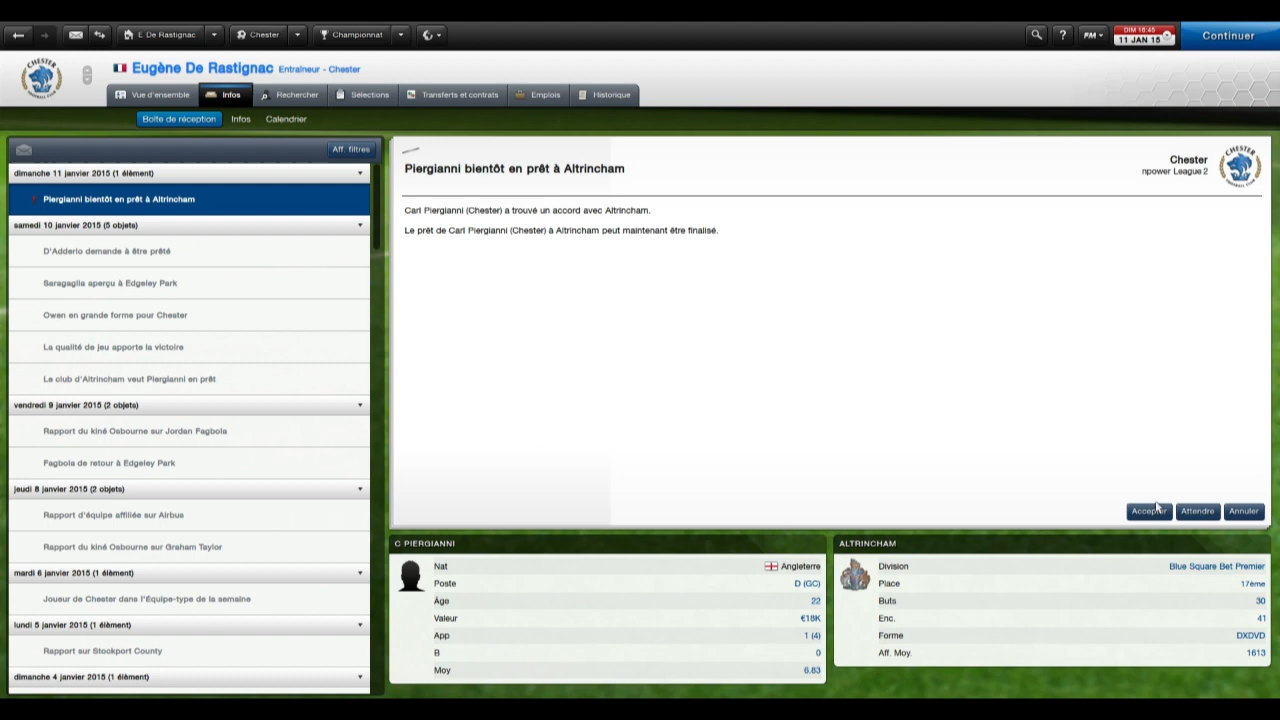 E. De Rastignac
Chester
Championnat
?
FM
DIM 16:45
11 JAN 15
Continuer
CHESTER
Eugène De Rastignac Entraîneur - Chester
Vue d'ensemble
Infos
Rechercher
Sélections
Transferts et contrats
Emplois
Historique
Boîte de réception
Infos
Calendrier
Aff. filtres
dimanche 11 janvier 2015 (1 élément)
Piergianni bientôt en prêt à Altrincham
samedi 10 janvier 2015 (5 objets)
D'Adderio demande à être prêté
Saragaglia aperçu à Edgeley Park
Owen en grande forme pour Chester
La qualité de jeu apporte la victoire
Le club d'Altrincham veut Piergianni en prêt
vendredi 9 janvier 2015 (2 objets)
Rapport du kiné Osbourne sur Jordan Fagbola
Fagbola de retour à Edgeley Park
jeudi 8 janvier 2015 (2 objets)
Rapport d'équipe affiliée sur Airbus
Rapport du kiné Osbourne sur Graham Taylor
mardi 6 janvier 2015 (1 élément)
Joueur de Chester dans l'Équipe-type de la semaine
lundi 5 janvier 2015 (1 élément)
Rapport sur Stockport County
dimanche 4 janvier 2015 (1 élément)
Piergianni bientôt en prêt à Altrincham
Chester
npower League 2
CHESTER
Carl Piergianni (Chester) a trouvé un accord avec Altrincham.
Le prêt de Carl Piergianni (Chester) à Altrincham peut maintenant être finalisé.
Accepter
Attendre
Annuler
C PIERGIANNI
Nat Angleterre
Poste D (GC)
Âge 22
Valeur €18K
App 1 (4)
B 0
Moy 6.83
ALTRINCHAM
Division Blue Square Bet Premier
Place 17ème
Buts 30
Enc. 41
Forme DXDVD
Aff. Moy. 1613